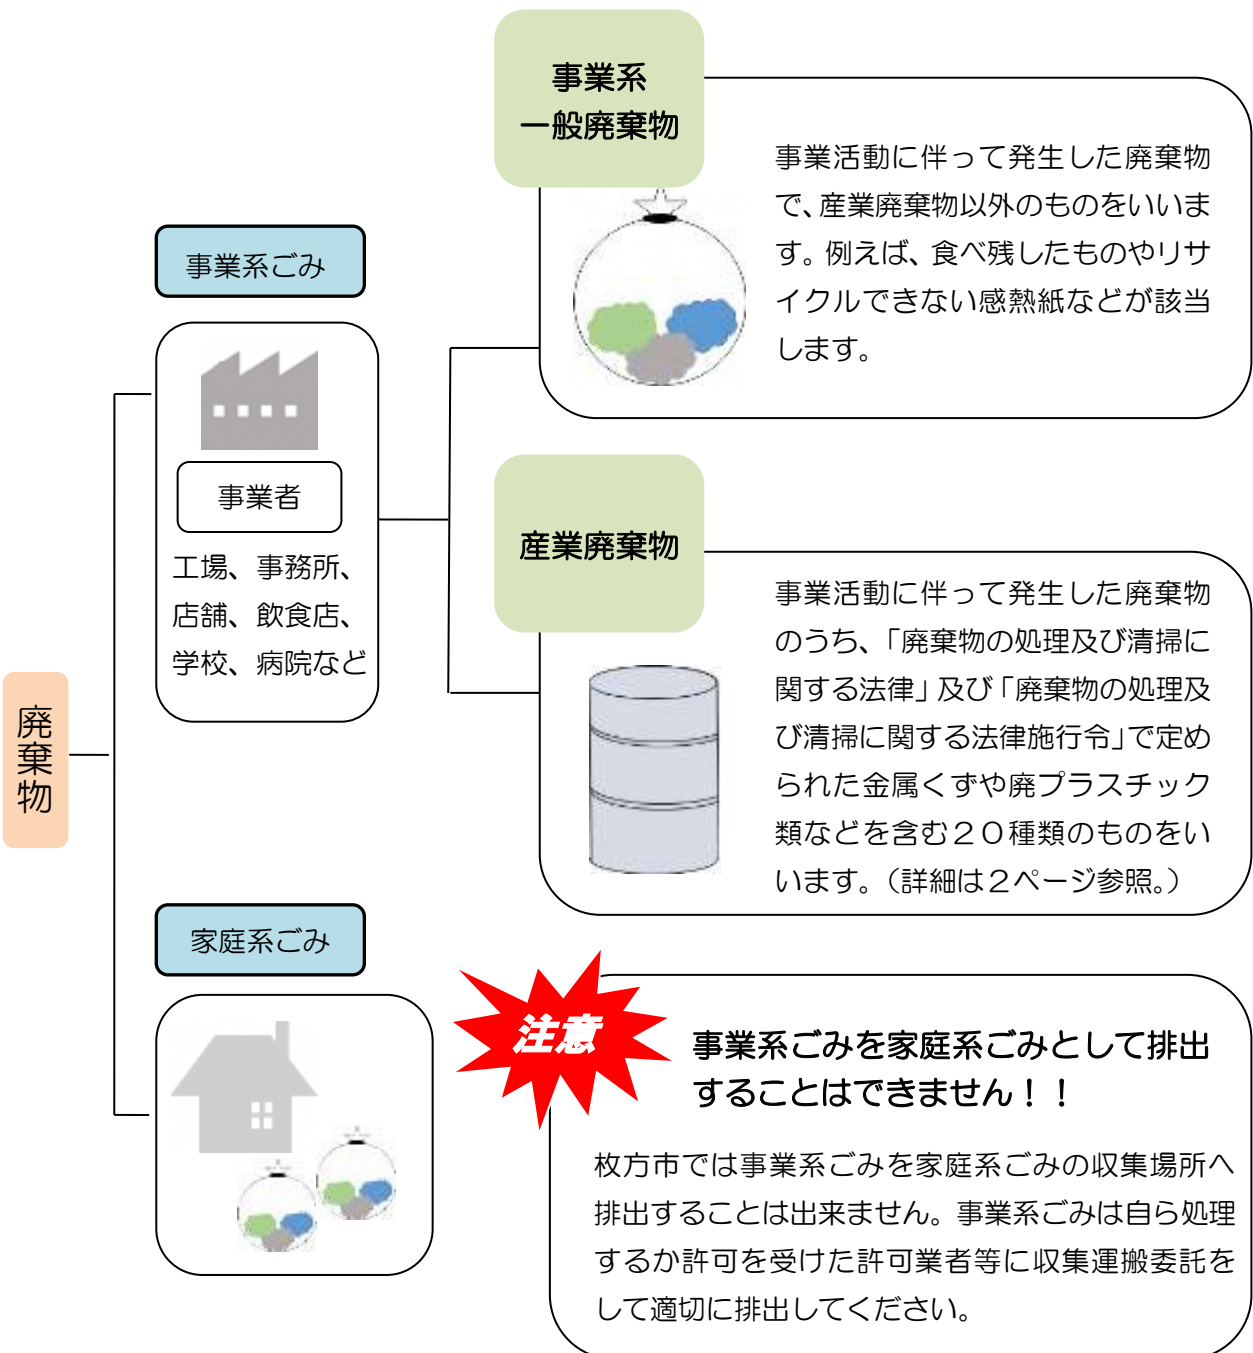 廃棄物
事業系ごみ
事業者
工場、事務所、
店舗、飲食店、
学校、病院など
事業系
一般廃棄物
事業活動に伴って発生した廃棄物
で、産業廃棄物以外のものをいいま
す。例えば、食べ残したものやリサ
イクルできない感熱紙などが該当
します。
産業廃棄物
事業活動に伴って発生した廃棄物
のうち、「廃棄物の処理及び清掃に
関する法律」及び「廃棄物の処理及
び清掃に関する法律施行令」で定め
られた金属くずや廃プラスチック
類などを含む20種類のものをい
います。（詳細は2ページ参照。）
家庭系ごみ
注意
事業系ごみを家庭系ごみとして排出
することはできません！！
枚方市では事業系ごみを家庭系ごみの収集場所へ
排出することは出来ません。事業系ごみは自ら処理
するか許可を受けた許可業者等に収集運搬委託を
して適切に排出してください。